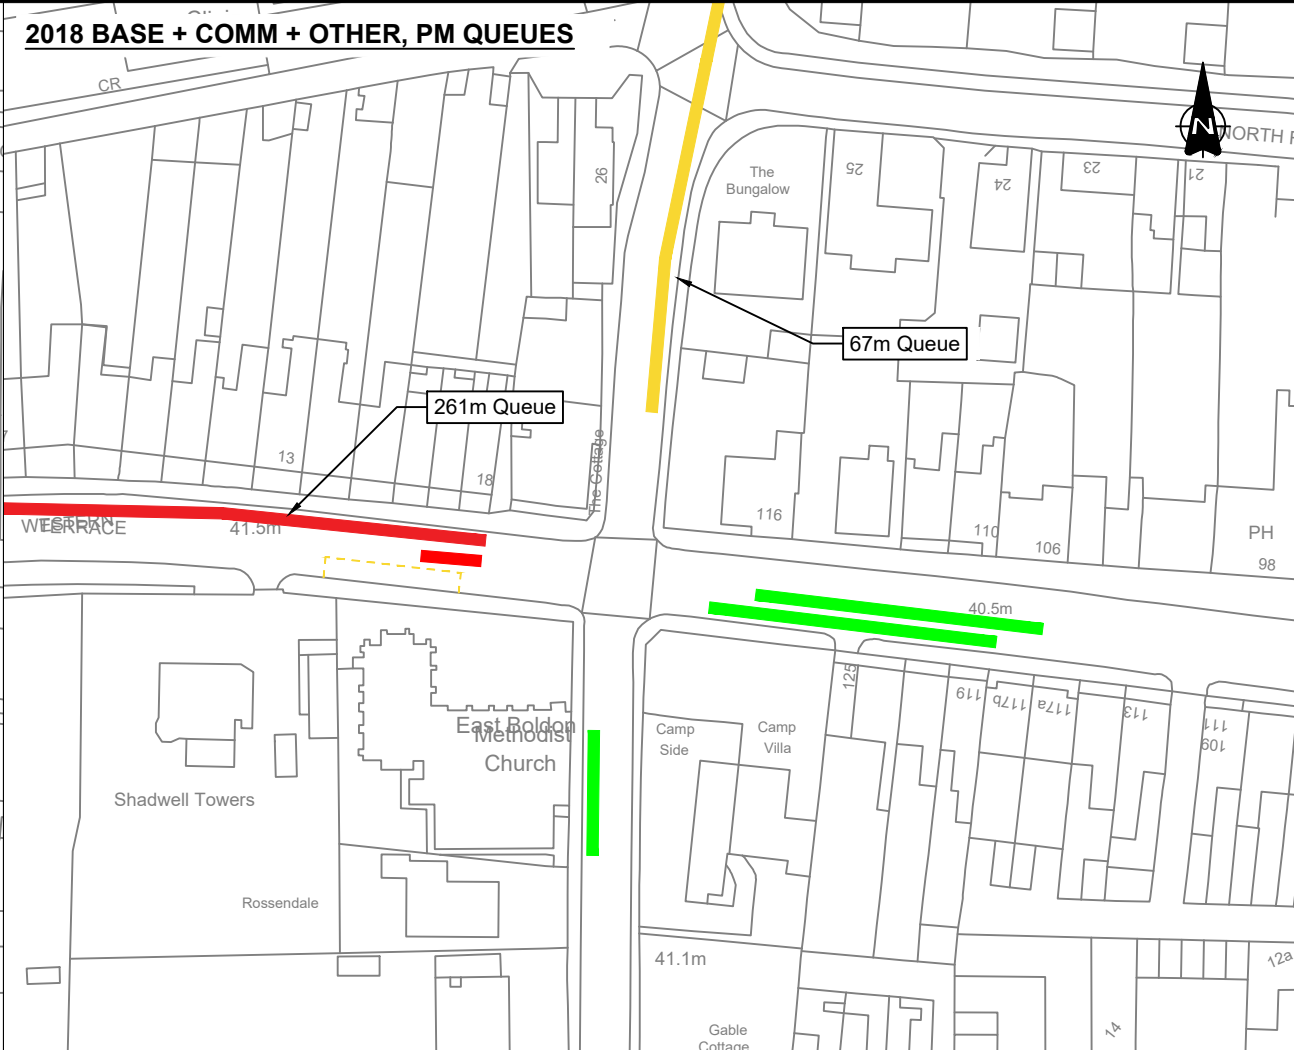 2018 BASE + COMM + OTHER, PM QUEUES
CR
N
NORTH
26
The
Bungalow
25
24
23
21
67m Queue
261m Queue
13
18
The Cottage
116
110
106
PH
98
WESTERN
TERRACE
41.5m
40.5m
125
119
117b
117a
113
111
109
East Boldon
Methodist
Church
Camp
Side
Camp
Villa
Shadwell Towers
Rossendale
41.1m
12a
14
Gable
Cottage